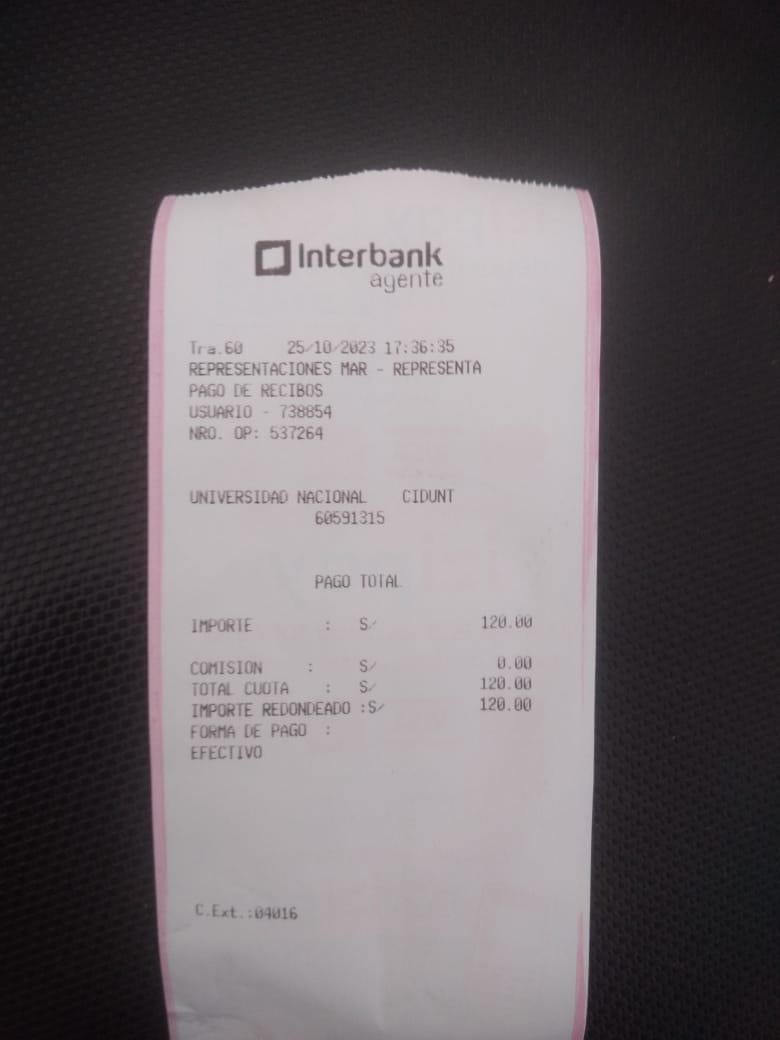 Interbank
agente
Tra.60 25/10/2023 17:36:35
REPRESENTACIONES MAR - REPRESENTA
PAGO DE RECIBOS
USUARIO - 738854
NRO. OP: 537264
UNIVERSIDAD NACIONAL CIDUNT
60591315
PAGO TOTAL
IMPORTE : S/ 120.00
COMISION : S/ 0.00
TOTAL CUOTA : S/ 120.00
IMPORTE REDONDEADO :S/ 120.00
FORMA DE PAGO :
EFECTIVO
C.Ext.:04016